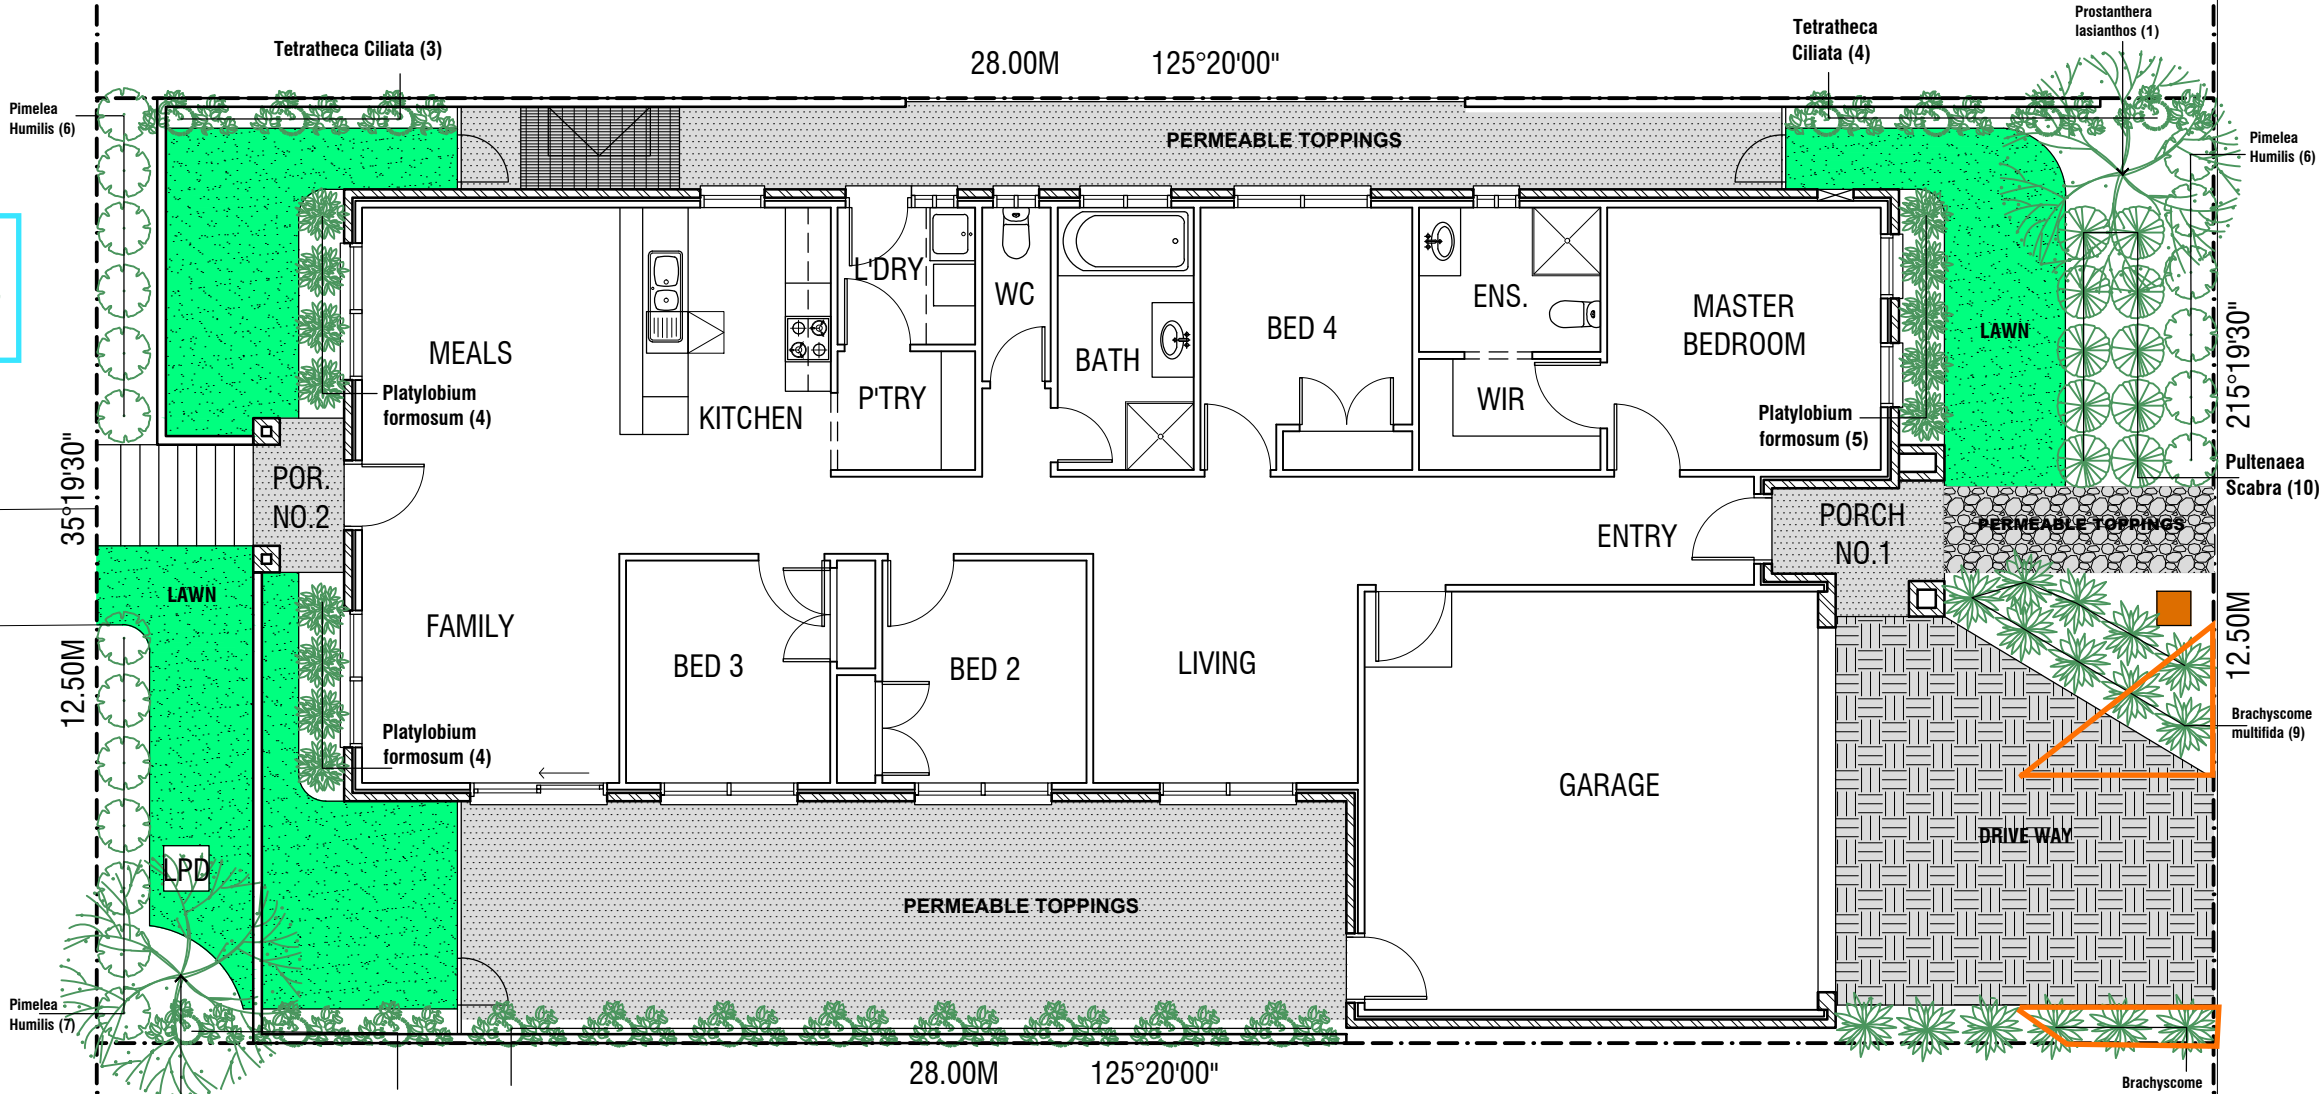 Prostanthera
lasianthos (1)
Tetratheca
Ciliata (4)
Tetratheca Ciliata (3)
28.00M 125°20'00"
Pimelea
Humilis (6)
PERMEABLE TOPPINGS
Pimelea
Humilis (6)
L'DRY
WC
ENS.
MASTER
BEDROOM
BED 4
MEALS
BATH
LAWN
215°19'30"
Platylobium
formosum (4)
P'TRY
WIR
KITCHEN
Platylobium
formosum (5)
35°19'30"
POR.
NO.2
Pultenaea
Scabra (10)
PORCH
NO.1
PERMEABLE TOPPINGS
ENTRY
LAWN
FAMILY
12.50M
12.50M
BED 3
BED 2
LIVING
Platylobium
formosum (4)
Brachyscome
multifida (9)
GARAGE
DRIVE WAY
LPD
PERMEABLE TOPPINGS
Pimelea
Humilis (7)
28.00M 125°20'00"
Brachyscome